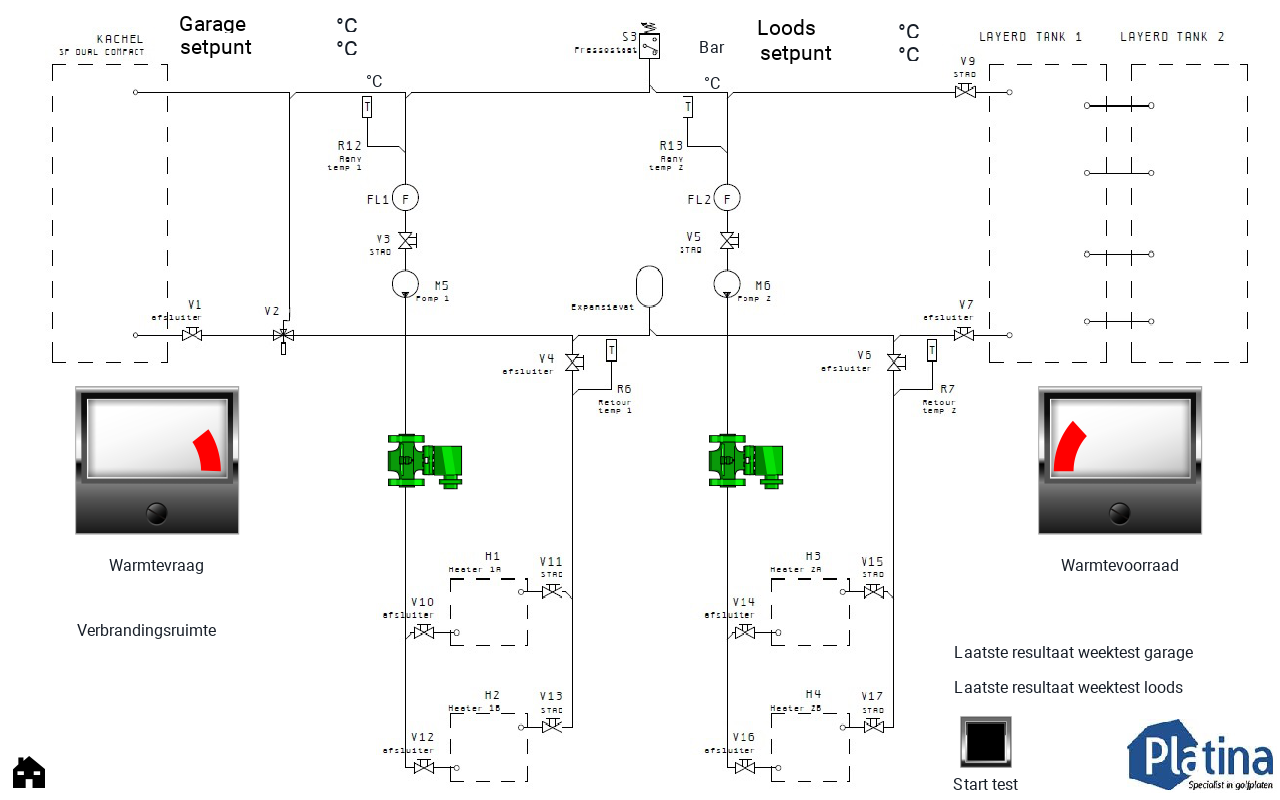 Garage
setpunt
°C
°C
Loods
setpunt
°C
°C
KACHEL
SP DUAL COMPACT
S3
Pressostaat
Bar
LAYERD TANK 1
LAYERD TANK 2
V9
STAD
°C
°C
T
T
R12
Aanv
temp 1
R13
Aanv
temp 2
FL1
F
FL2
F
V3
STAD
V5
STAD
M5
Pomp 1
M6
Pomp 2
Expansievat
V1
afsluiter
V2
V7
afsluiter
V4
afsluiter
T
V6
afsluiter
T
R6
Retour
temp 1
R7
Retour
temp 2
Warmtevraag
Warmtevoorraad
H1
Heater 1A
V11
STAD
H3
Heater 2A
V15
STAD
V10
afsluiter
V14
afsluiter
Verbrandingsruimte
Laatste resultaat weektest garage
Laatste resultaat weektest loods
H2
Heater 1B
V13
STAD
H4
Heater 2B
V17
STAD
V12
afsluiter
V16
afsluiter
Start test
Platina
Specialist in golfplaten